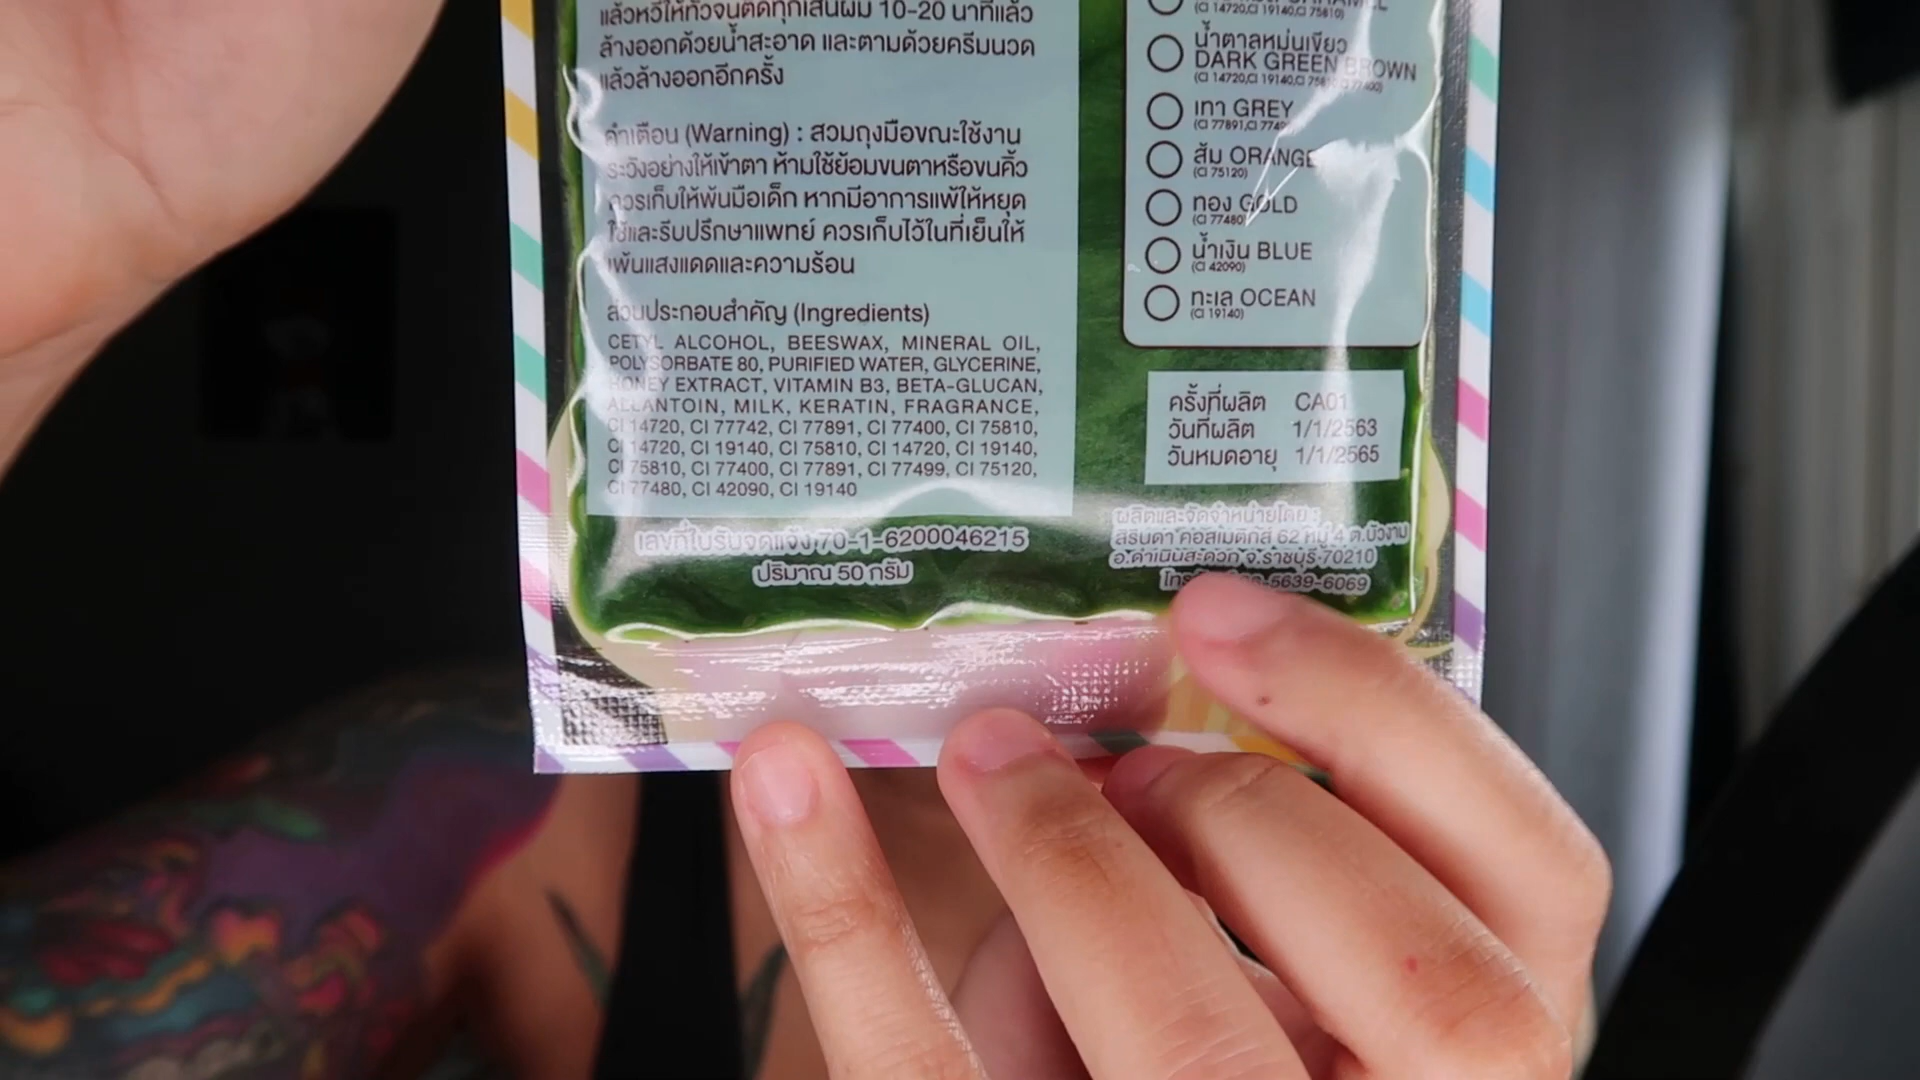 แล้วหวีให้ทั่วจนติดทุกเส้นผม 10-20 นาทีแล้ว
ล้างออกด้วยน้ำสะอาด และตามด้วยครีมนวด
แล้วล้างออกอีกครั้ง
คำเตือน (Warning) : สวมถุงมือขณะใช้งาน
ระวังอย่าให้เข้าตา ห้ามใช้ย้อมขนตาหรือขนคิ้ว
ควรเก็บให้พ้นมือเด็ก หากมีอาการแพ้ให้หยุด
ใช้และรีบปรึกษาแพทย์ ควรเก็บไว้ในที่เย็นให้
พ้นแสงแดดและความร้อน
ส่วนประกอบสำคัญ (Ingredients)
CETYL ALCOHOL, BEESWAX, MINERAL OIL,
POLYSORBATE 80, PURIFIED WATER, GLYCERINE,
HONEY EXTRACT, VITAMIN B3, BETA-GLUCAN,
ALLANTOIN, MILK, KERATIN, FRAGRANCE,
CI 14720, CI 77742, CI 77891, CI 77400, CI 75810,
CI 14720, CI 19140, CI 75810, CI 14720, CI 19140,
CI 75810, CI 77400, CI 77891, CI 77499, CI 75120,
CI 77480, CI 42090, CI 19140
เลขที่ใบรับจดแจ้ง 70-1-6200046215
ปริมาณ 50 กรัม
(CI 14720,CI 19140,CI 75810)
น้ำตาลหม่นเขียว
DARK GREEN BROWN
(CI 14720,CI 19140,CI 75810,CI 77400)
เทา GREY
(CI 77891,CI
ส้ม ORANGE
(CI 75120)
ทอง GOLD
(CI 77480)
น้ำเงิน BLUE
(CI 42090)
ทะเล OCEAN
(CI 19140)
ครั้งที่ผลิต CA01
วันที่ผลิต 1/1/2563
วันหมดอายุ 1/1/2565
ผลิตและจัดจำหน่ายโดย :
สรินดา คอสเมติกส์ 62 หมู่ 4 ต.บัวงาม
อ.ดำเนินสะดวก จ.ราชบุรี 70210
5639-6069